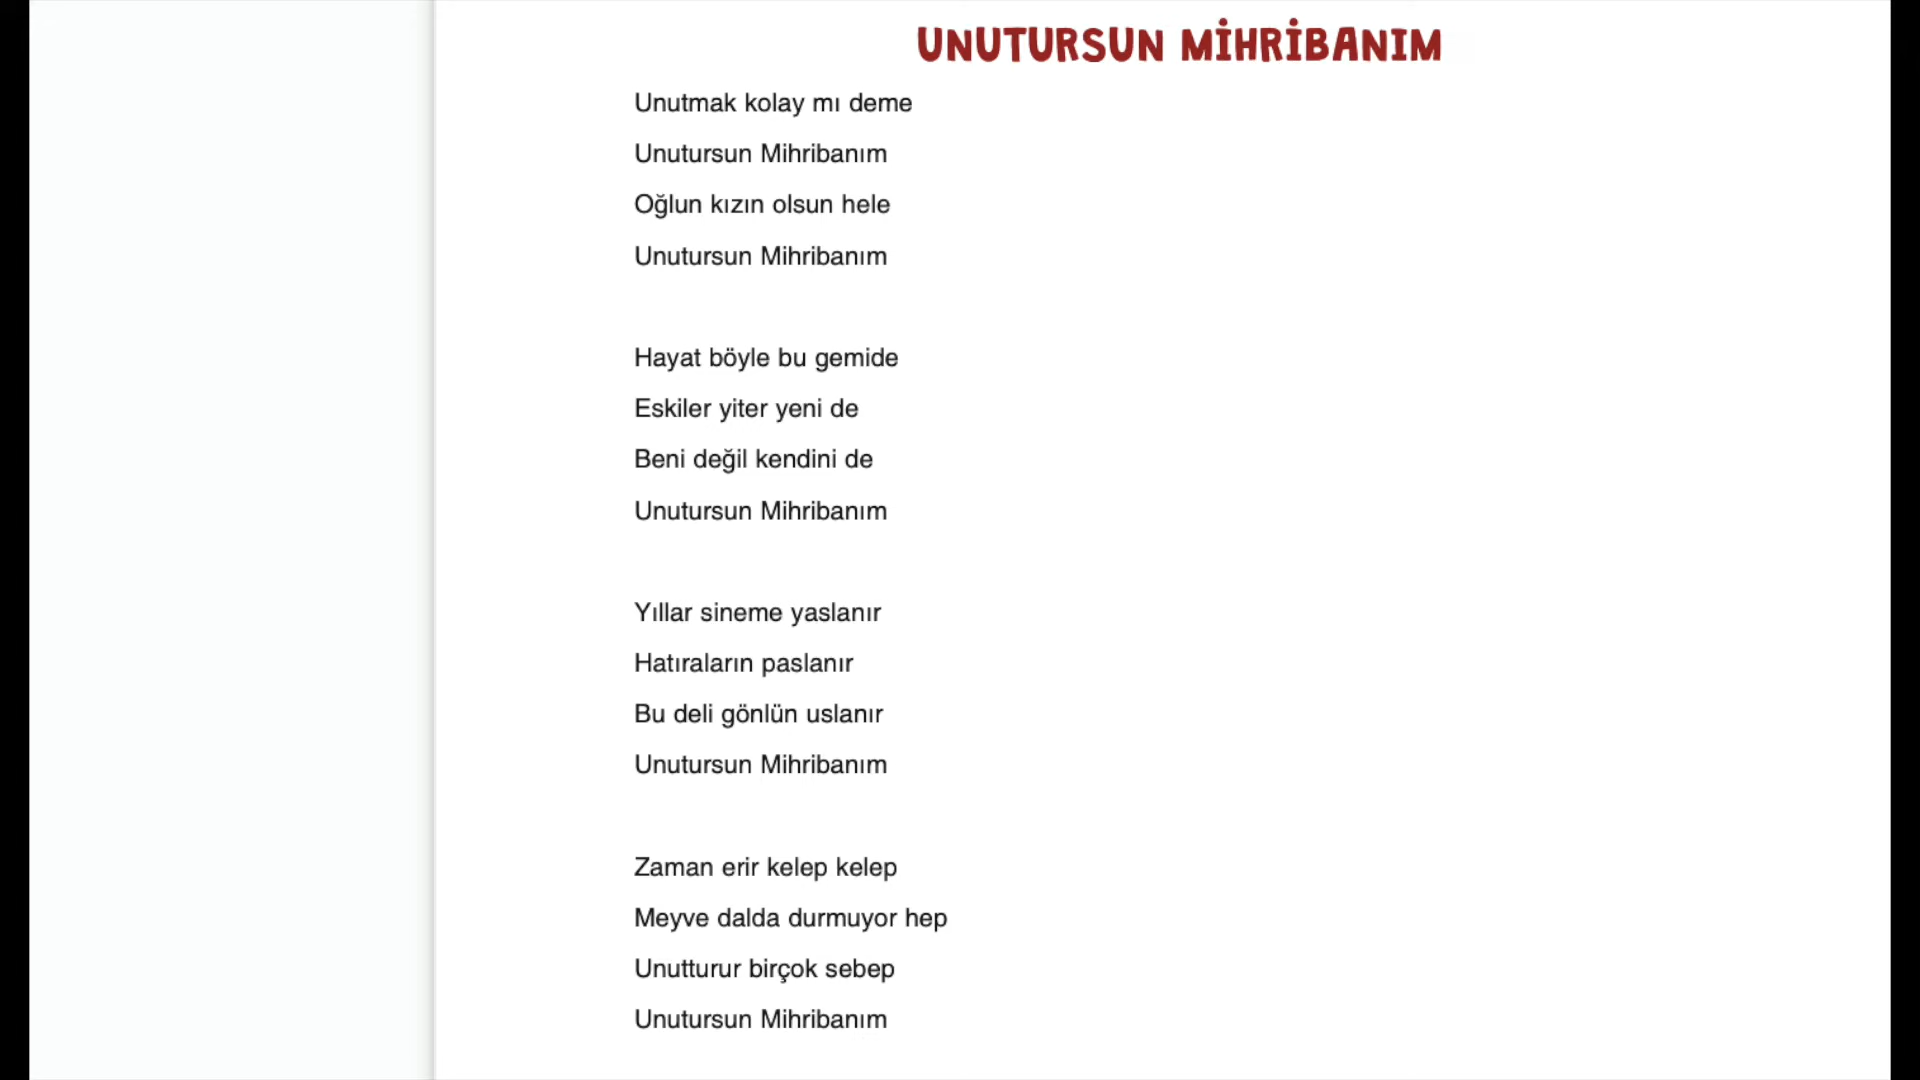 UNUTURSUN MİHRİBANIM
Unutmak kolay mı deme
Unutursun Mihribanım
Oğlun kızın olsun hele
Unutursun Mihribanım
Hayat böyle bu gemide
Eskiler yiter yeni de
Beni değil kendini de
Unutursun Mihribanım
Yıllar sineme yaslanır
Hatıraların paslanır
Bu deli gönlün uslanır
Unutursun Mihribanım
Zaman erir kelep kelep
Meyve dalda durmuyor hep
Unutturur birçok sebep
Unutursun Mihribanım